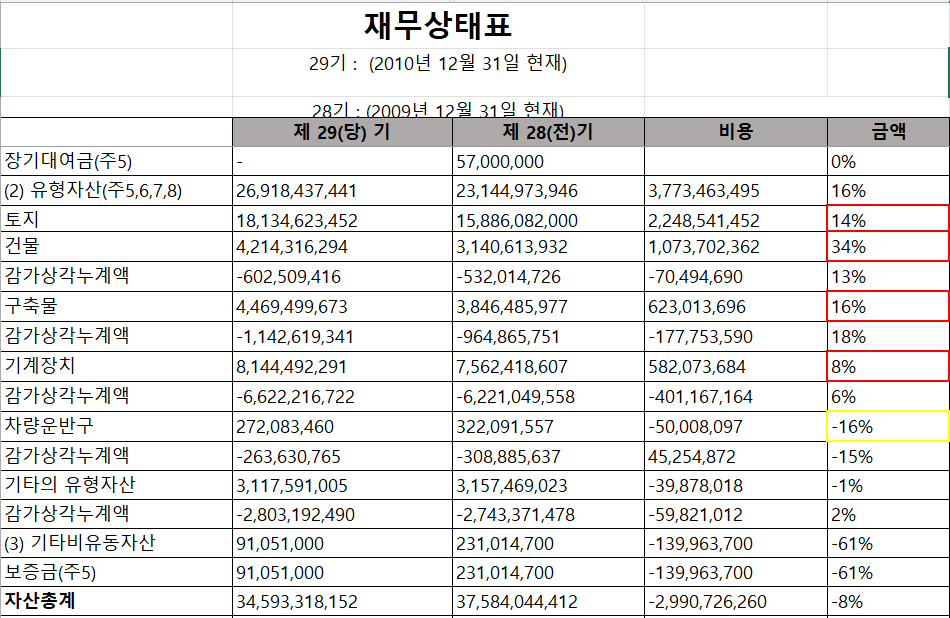 재무상태표
29기 : (2010년 12월 31일 현재)
28기 : (2009년 12월 31일 현재)
제 29(당) 기 제 28(전)기 비용 금액
장기대여금(주5) - 57,000,000 0%
(2) 유형자산(주5,6,7,8) 26,918,437,441 23,144,973,946 3,773,463,495 16%
토지 18,134,623,452 15,886,082,000 2,248,541,452 14%
건물 4,214,316,294 3,140,613,932 1,073,702,362 34%
감가상각누계액 -602,509,416 -532,014,726 -70,494,690 13%
구축물 4,469,499,673 3,846,485,977 623,013,696 16%
감가상각누계액 -1,142,619,341 -964,865,751 -177,753,590 18%
기계장치 8,144,492,291 7,562,418,607 582,073,684 8%
감가상각누계액 -6,622,216,722 -6,221,049,558 -401,167,164 6%
차량운반구 272,083,460 322,091,557 -50,008,097 -16%
감가상각누계액 -263,630,765 -308,885,637 45,254,872 -15%
기타의 유형자산 3,117,591,005 3,157,469,023 -39,878,018 -1%
감가상각누계액 -2,803,192,490 -2,743,371,478 -59,821,012 2%
(3) 기타비유동자산 91,051,000 231,014,700 -139,963,700 -61%
보증금(주5) 91,051,000 231,014,700 -139,963,700 -61%
자산총계 34,593,318,152 37,584,044,412 -2,990,726,260 -8%